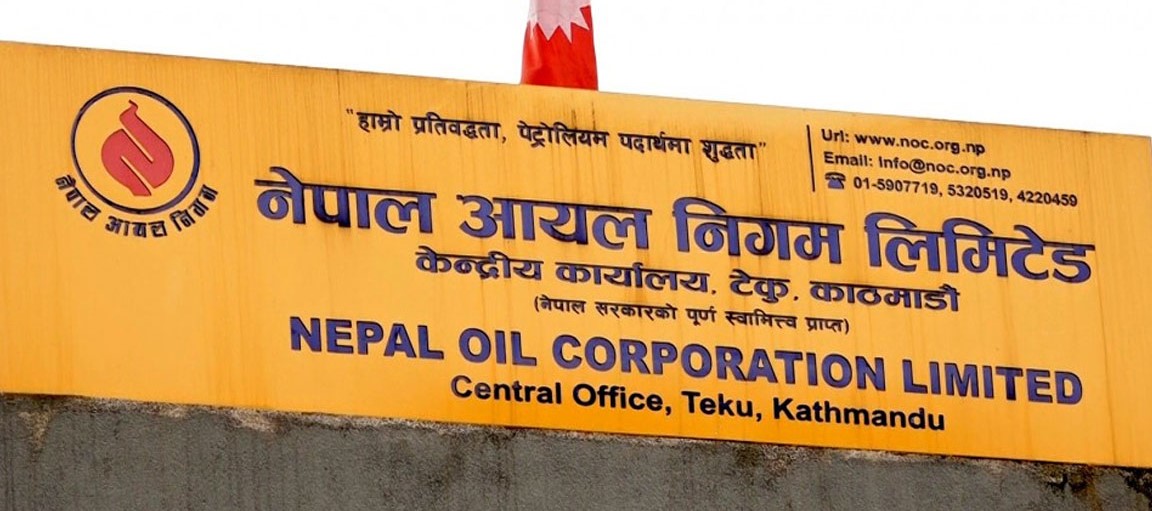 "हाम्रो प्रतिवद्धता, पेट्रोलियम पदार्थमा शुद्धता"
Url: www.noc.org.np
Email: info@noc.org.np
☎ 01-5907719, 5320519, 4220459
नेपाल आयल निगम
नेपाल आयल निगम लिमिटेड
केन्द्रीय कार्यालय, टेकु, काठमाडौं
(नेपाल सरकारको पूर्ण स्वामित्त्व प्राप्त)
NEPAL OIL CORPORATION LIMITED
Central Office, Teku, Kathmandu